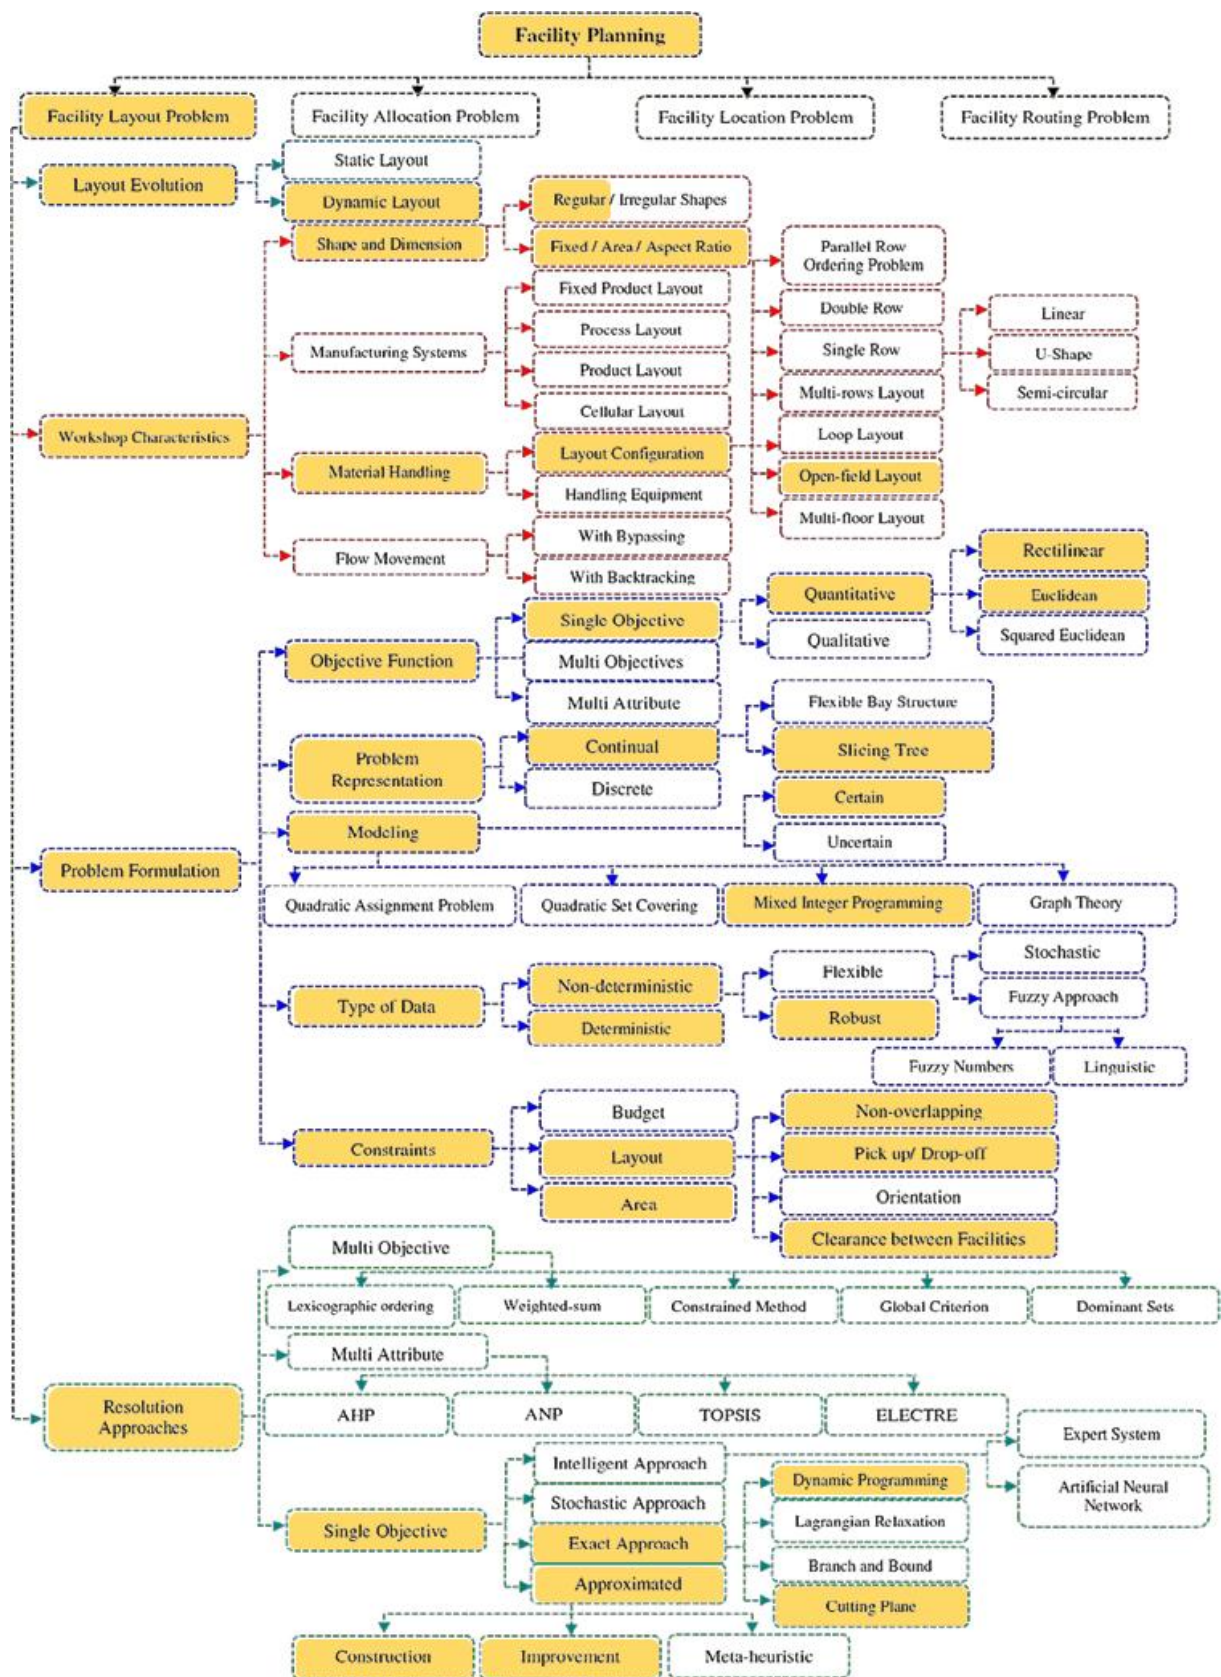 Facility Planning
Facility Layout Problem
Facility Allocation Problem
Facility Location Problem
Facility Routing Problem
Layout Evolution
Static Layout
Dynamic Layout
Workshop Characteristics
Shape and Dimension
Regular / Irregular Shapes
Fixed / Area / Aspect Ratio
Manufacturing Systems
Fixed Product Layout
Process Layout
Product Layout
Cellular Layout
Material Handling
Layout Configuration
Handling Equipment
Parallel Row
Ordering Problem
Double Row
Single Row
Linear
U-Shape
Semi-circular
Multi-rows Layout
Loop Layout
Open-field Layout
Multi-floor Layout
Flow Movement
With Bypassing
With Backtracking
Problem Formulation
Objective Function
Single Objective
Quantitative
Rectilinear
Euclidean
Squared Euclidean
Qualitative
Multi Objectives
Multi Attribute
Problem
Representation
Continual
Flexible Bay Structure
Slicing Tree
Discrete
Modeling
Certain
Uncertain
Quadratic Assignment Problem
Quadratic Set Covering
Mixed Integer Programming
Graph Theory
Type of Data
Non-deterministic
Deterministic
Flexible
Robust
Stochastic
Fuzzy Approach
Fuzzy Numbers
Linguistic
Constraints
Budget
Layout
Area
Non-overlapping
Pick up/ Drop-off
Orientation
Clearance between Facilities
Resolution
Approaches
Multi Objective
Lexicographic ordering
Weighted-sum
Constrained Method
Global Criterion
Dominant Sets
Multi Attribute
AHP
ANP
TOPSIS
ELECTRE
Single Objective
Intelligent Approach
Expert System
Artificial Neural
Network
Stochastic Approach
Exact Approach
Dynamic Programming
Lagrangian Relaxation
Branch and Bound
Cutting Plane
Approximated
Construction
Improvement
Meta-heuristic